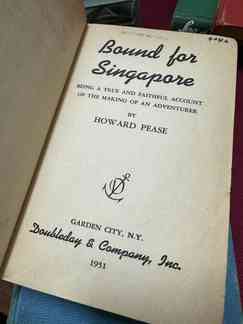 Bound for
Singapore
BEING A TRUE AND FAITHFUL ACCOUNT
OF THE MAKING OF AN ADVENTURER
BY
HOWARD PEASE
GARDEN CITY, N.Y.
Doubleday & Company, Inc.
1951